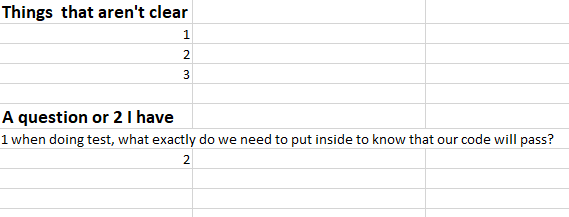 Things that aren't clear
1
2
3
A question or 2 I have
1 when doing test, what exactly do we need to put inside to know that our code will pass?
2